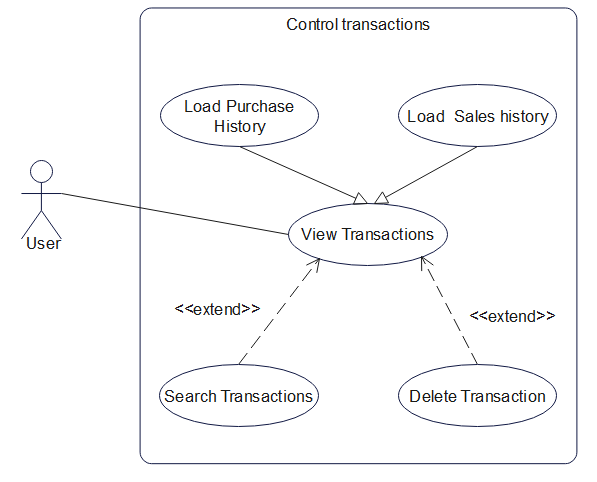 Control transactions
Load Purchase
History
Load  Sales history
View Transactions
User
<<extend>>
<<extend>>
Search Transactions
Delete Transaction